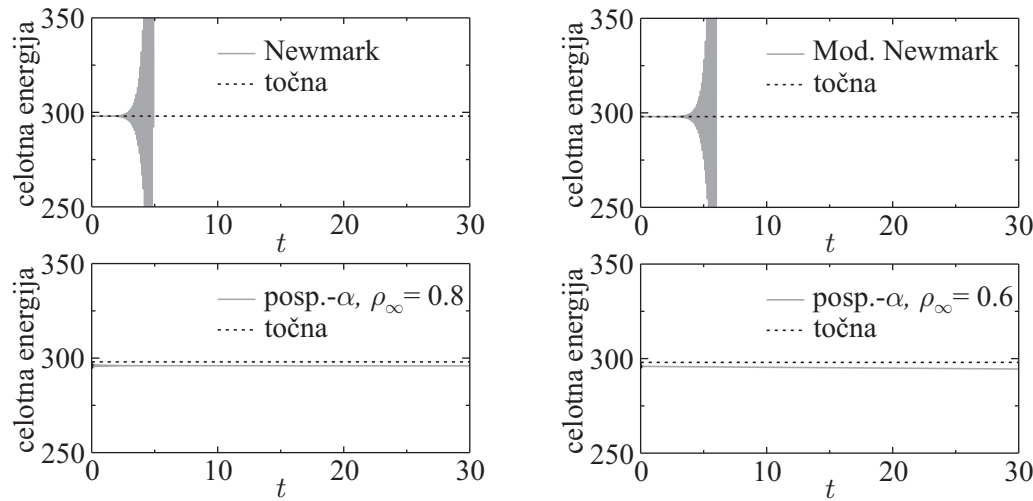 350
300
250
celotna energija
Newmark
točna
0
10
20
30
t
350
300
250
celotna energija
Mod. Newmark
točna
0
10
20
30
t
350
300
250
celotna energija
posp.-α, ρ∞= 0.8
točna
0
10
20
30
t
350
300
250
celotna energija
posp.-α, ρ∞= 0.6
točna
0
10
20
30
t